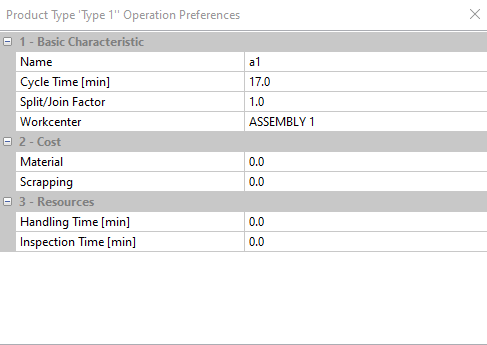 Product Type 'Type 1'' Operation Preferences
1 - Basic Characteristic
Name a1
Cycle Time [min] 17.0
Split/Join Factor 1.0
Workcenter ASSEMBLY 1
2 - Cost
Material 0.0
Scrapping 0.0
3 - Resources
Handling Time [min] 0.0
Inspection Time [min] 0.0